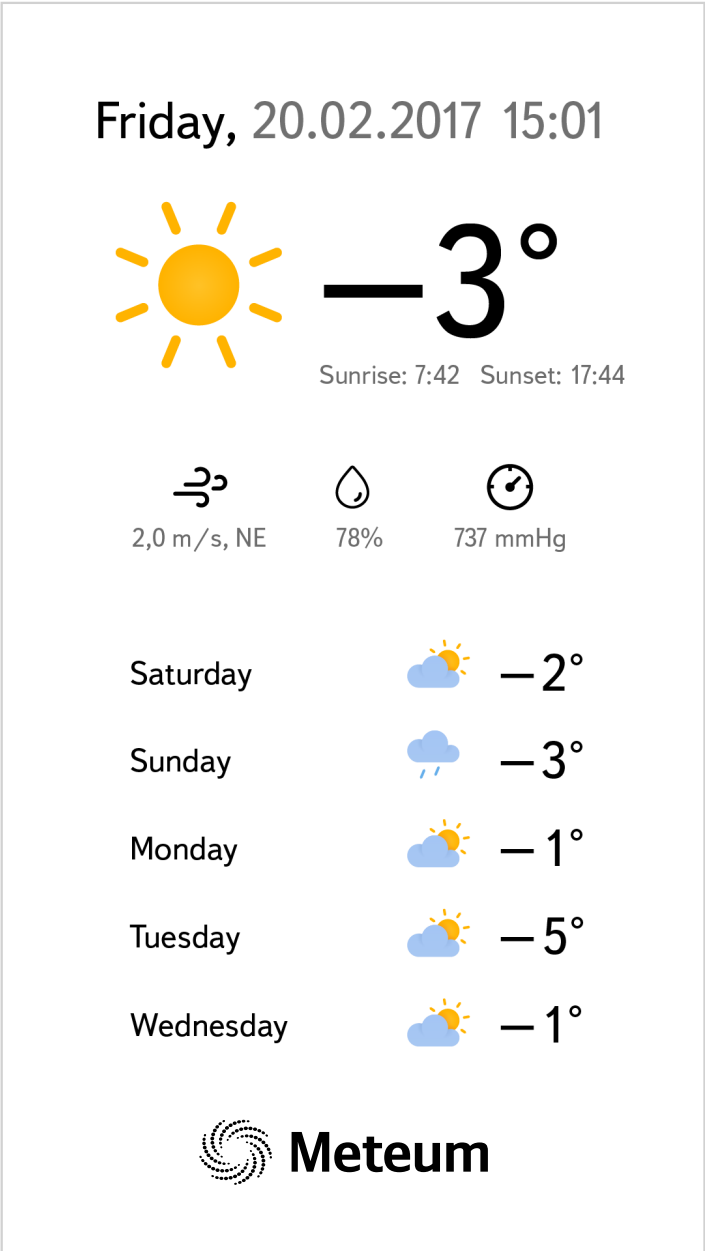 Friday, 20.02.2017 15:01
–3°
Sunrise: 7:42 Sunset: 17:44
2,0 m/s, NE 78% 737 mmHg
Saturday –2°
Sunday –3°
Monday –1°
Tuesday –5°
Wednesday –1°
Meteum